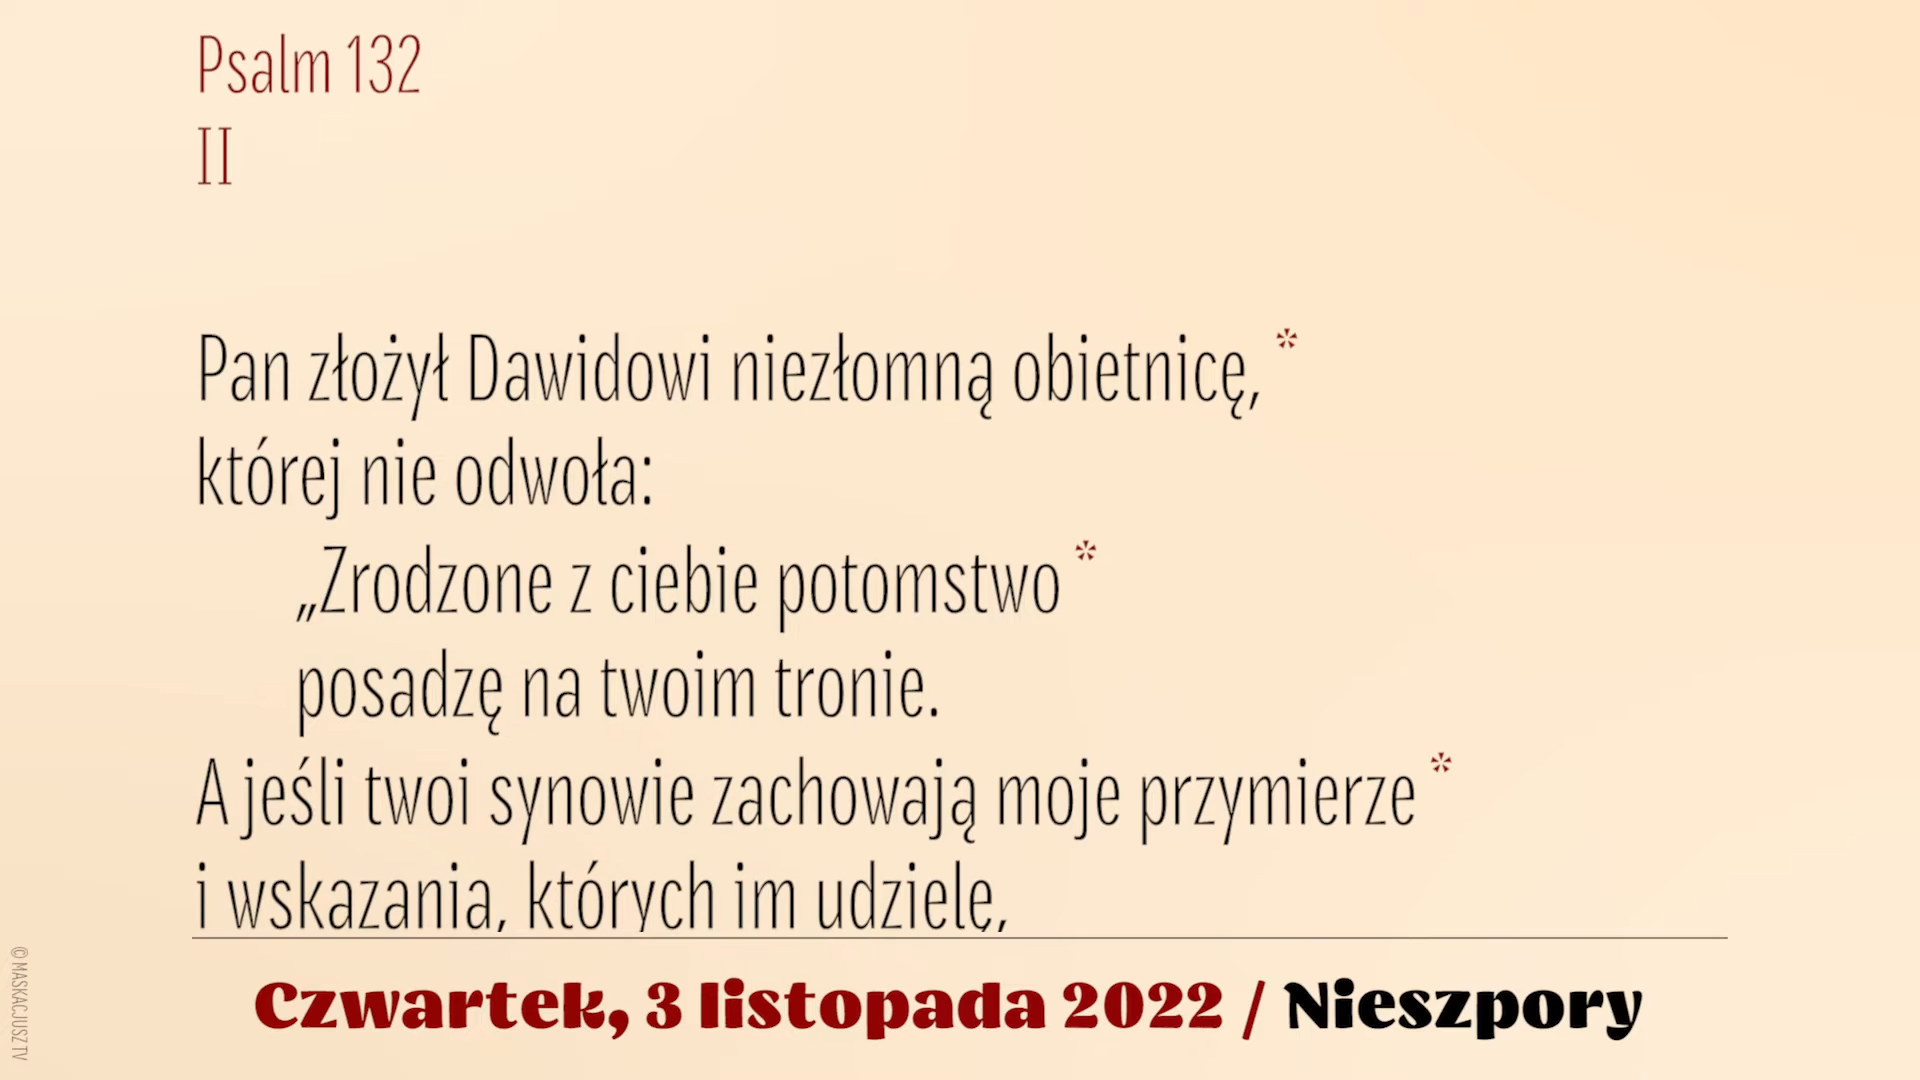 Psalm 132
II
Pan złożył Dawidowi niezłomną obietnicę, *
której nie odwoła:
„Zrodzone z ciebie potomstwo *
posadzę na twoim tronie.
A jeśli twoi synowie zachowają moje przymierze *
i wskazania, których im udzielę,
Czwartek, 3 listopada 2022 / Nieszpory
© MASKACJUSZ TV